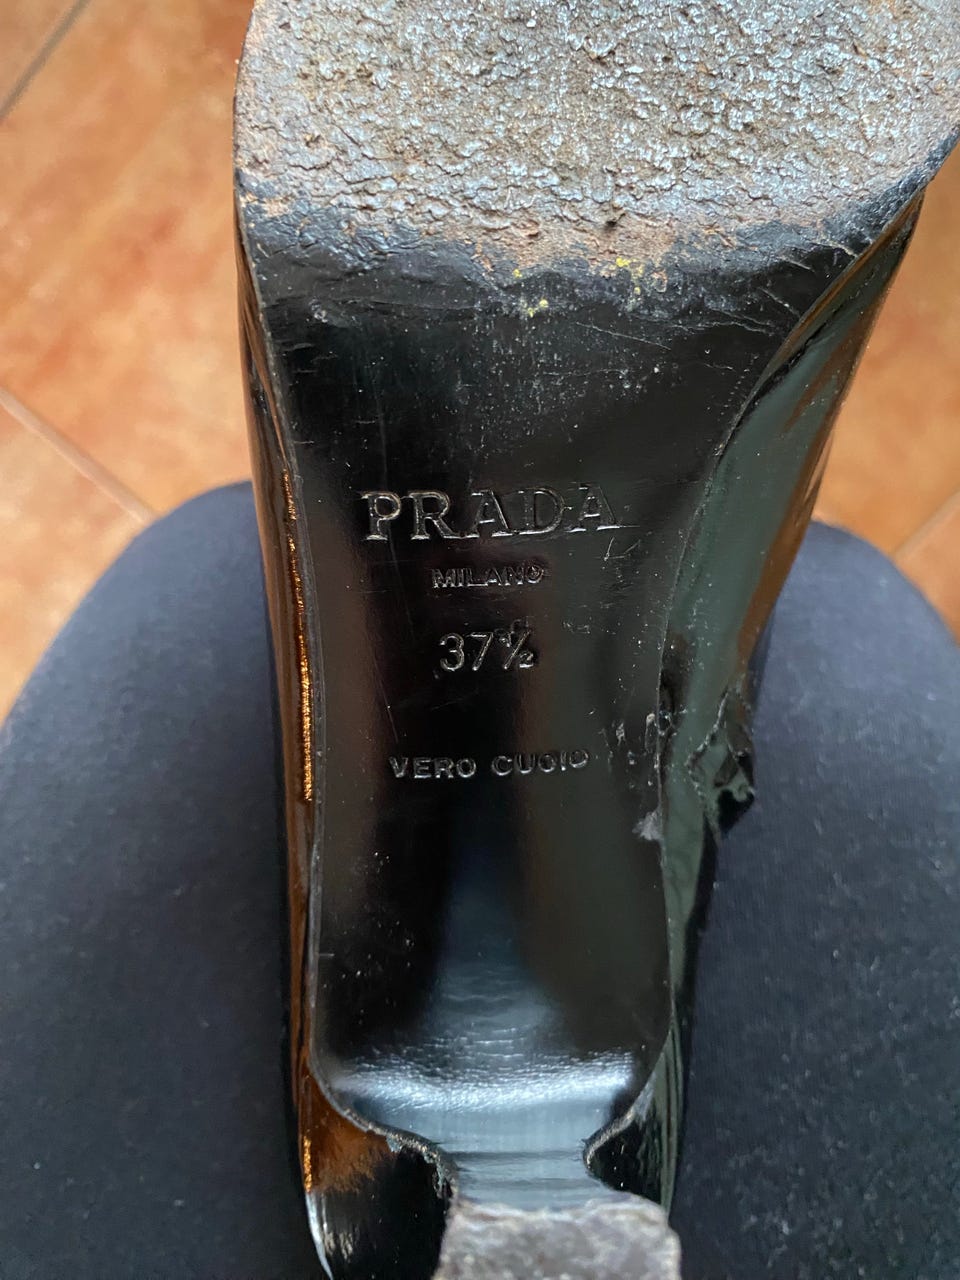 PRADA
MILANO
37½
VERO CUOIO